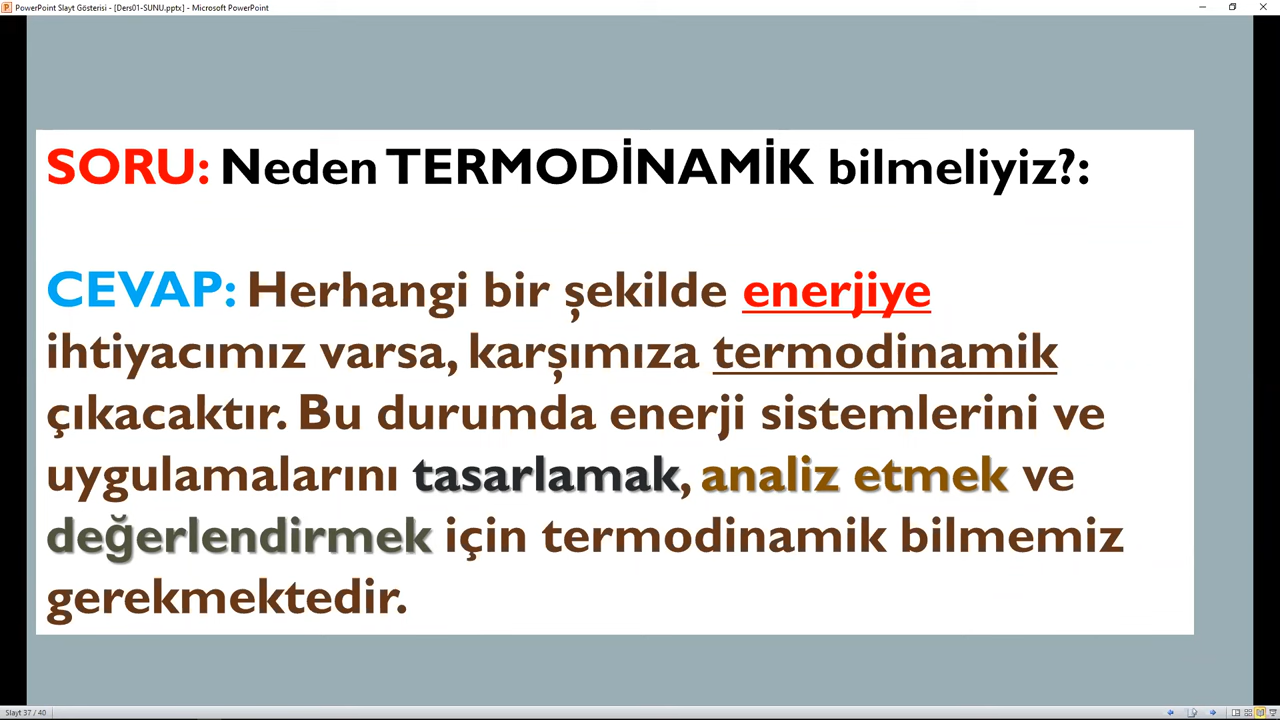 PowerPoint Slayt Gösterisi - [Ders01-SUNU.pptx] - Microsoft PowerPoint
SORU: Neden TERMODİNAMİK bilmeliyiz?:
CEVAP: Herhangi bir şekilde enerjiye
ihtiyacımız varsa, karşımıza termodinamik
çıkacaktır. Bu durumda enerji sistemlerini ve
uygulamalarını tasarlamak, analiz etmek ve
değerlendirmek için termodinamik bilmemiz
gerekmektedir.
Slayt 37 / 40